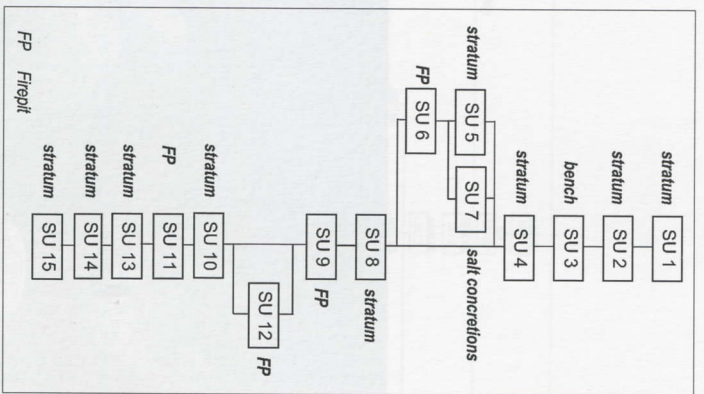 stratum SU 1
stratum SU 2
bench SU 3
stratum SU 4
stratum SU 5 SU 7 salt concretions
FP SU 6
SU 8 stratum
SU 9 FP
SU 12 FP
stratum SU 10
FP SU 11
stratum SU 13
stratum SU 14
stratum SU 15
FP Firepit